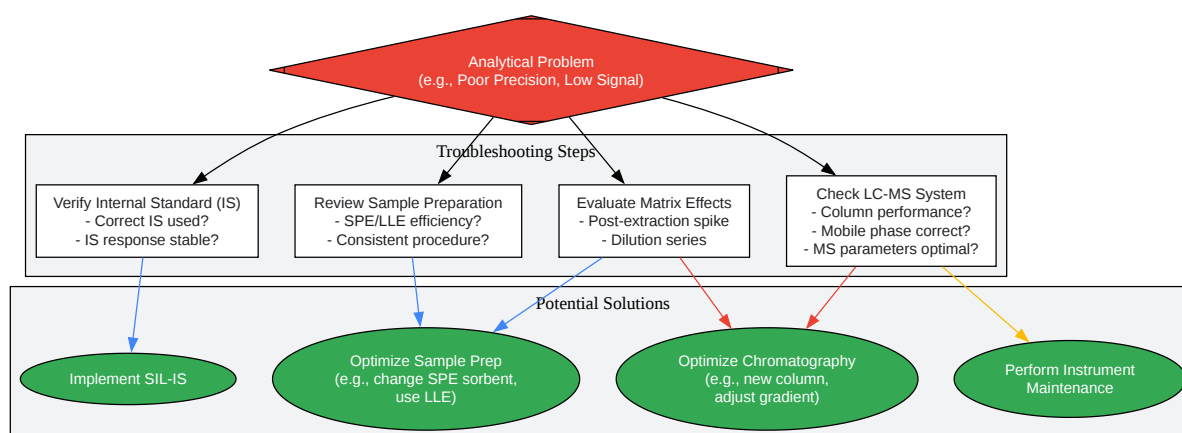 Analytical Problem
(e.g., Poor Precision, Low Signal)
Troubleshooting Steps
Verify Internal Standard (IS)
- Correct IS used?
- IS response stable?
Review Sample Preparation
- SPE/LLE efficiency?
- Consistent procedure?
Evaluate Matrix Effects
- Post-extraction spike
- Dilution series
Check LC-MS System
- Column performance?
- Mobile phase correct?
- MS parameters optimal?
Potential Solutions
Implement SIL-IS
Optimize Sample Prep
(e.g., change SPE sorbent,
use LLE)
Optimize Chromatography
(e.g., new column,
adjust gradient)
Perform Instrument
Maintenance